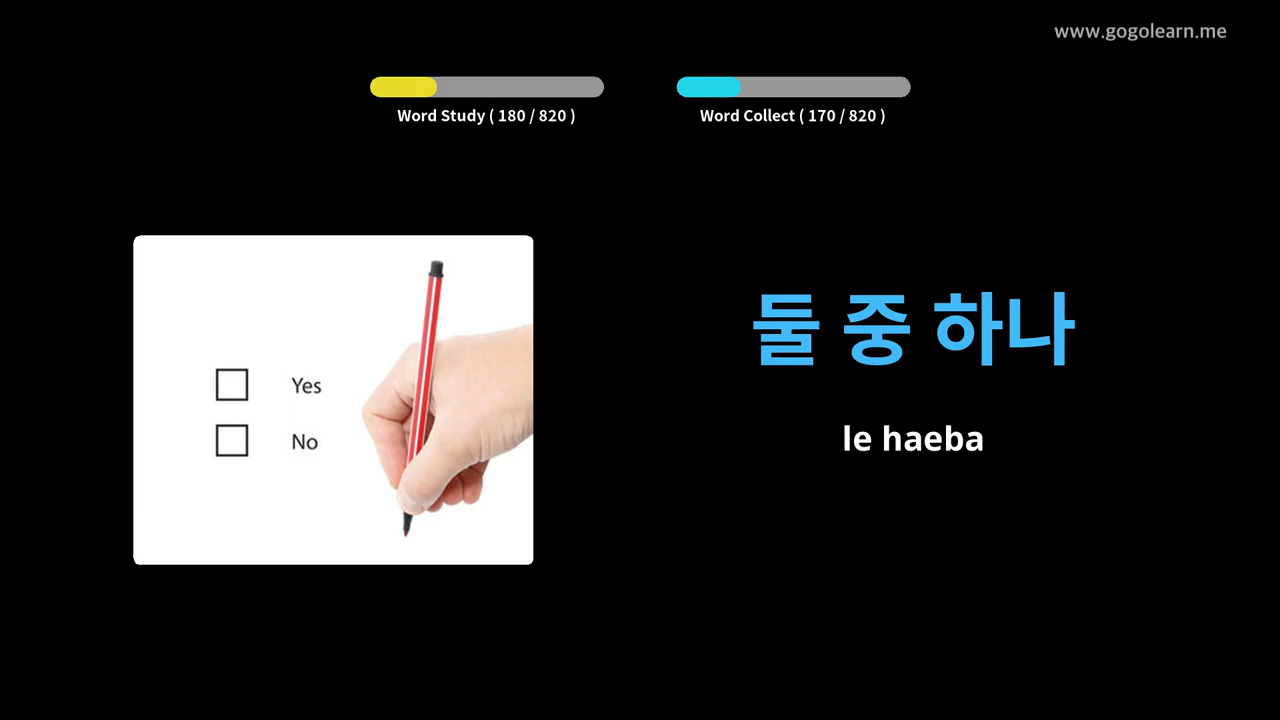 www.gogolearn.me
Word Study ( 180 / 820 )
Word Collect ( 170 / 820 )
Yes
No
둘 중 하나
le haeba